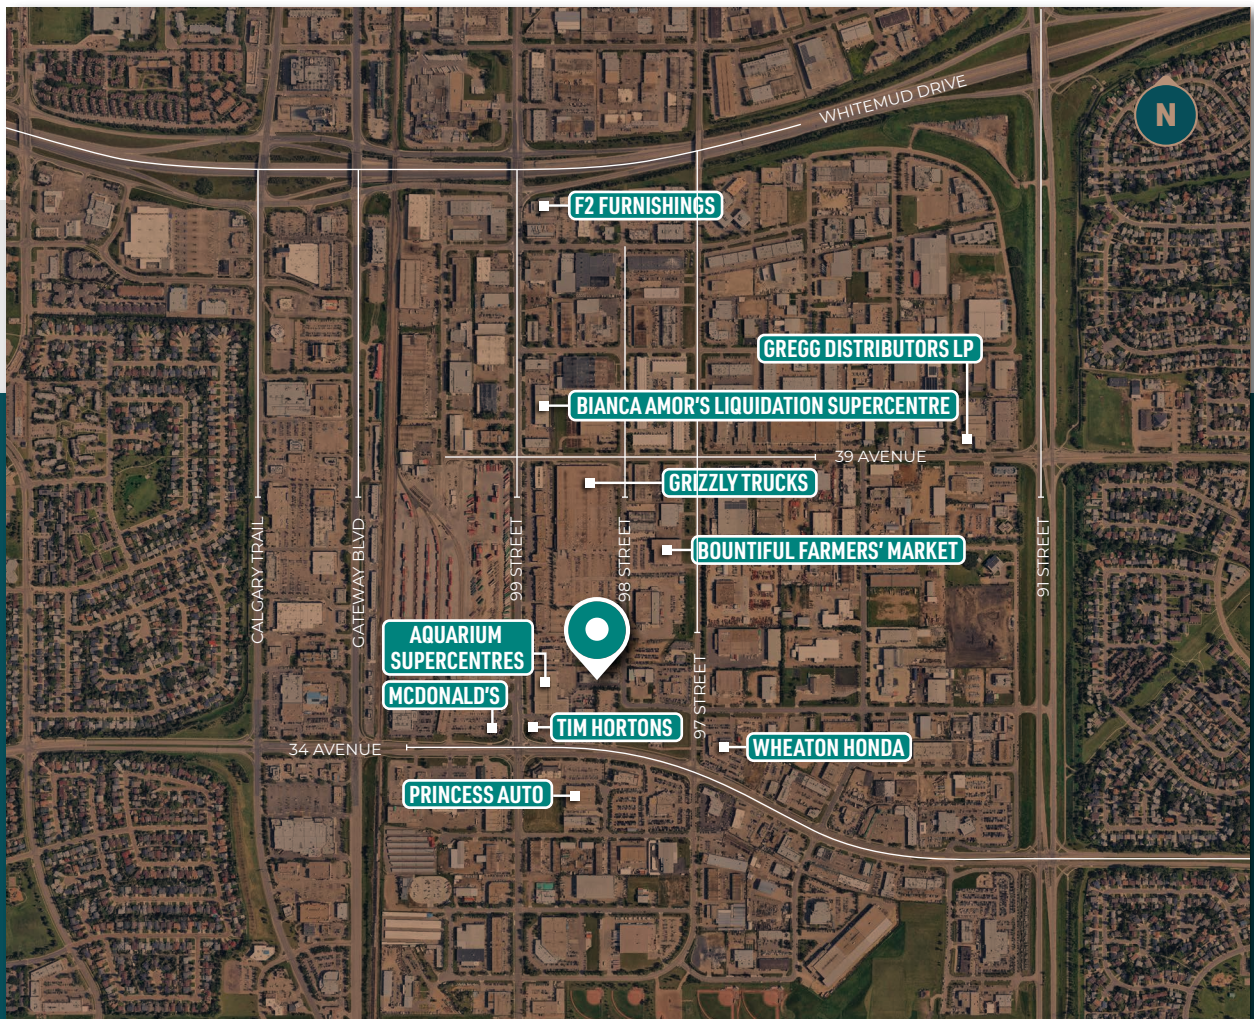 WHITEMUD DRIVE
N
F2 FURNISHINGS
GREGG DISTRIBUTORS LP
BIANCA AMOR'S LIQUIDATION SUPERCENTRE
39 AVENUE
GRIZZLY TRUCKS
CALGARY TRAIL
GATEWAY BLVD
99 STREET
98 STREET
91 STREET
BOUNTIFUL FARMERS' MARKET
AQUARIUM
SUPERCENTRES
MCDONALD'S
97 STREET
TIM HORTONS
34 AVENUE
WHEATON HONDA
PRINCESS AUTO